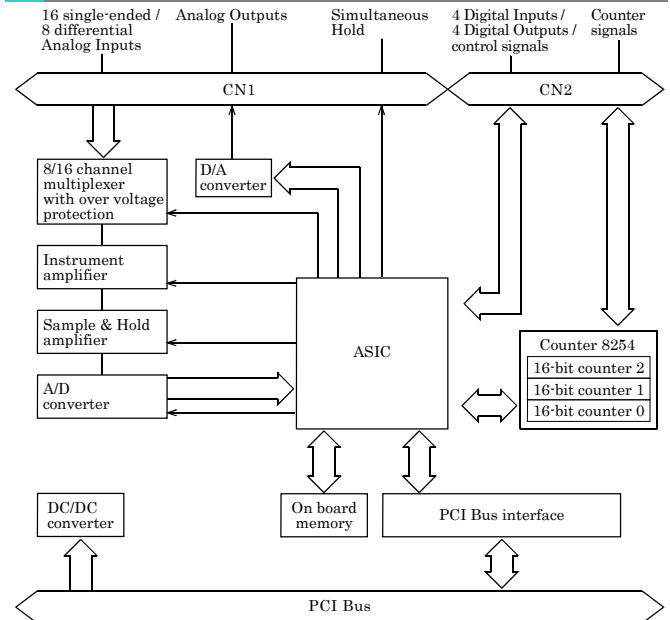 16 single-ended /
8 differential
Analog Inputs
Analog Outputs
Simultaneous
Hold
4 Digital Inputs /
4 Digital Outputs /
control signals
Counter
signals
CN1
CN2
8/16 channel
multiplexer
with over voltage
protection
D/A
converter
Instrument
amplifier
Sample & Hold
amplifier
A/D
converter
ASIC
Counter 8254
16-bit counter 2
16-bit counter 1
16-bit counter 0
DC/DC
converter
On board
memory
PCI Bus interface
PCI Bus